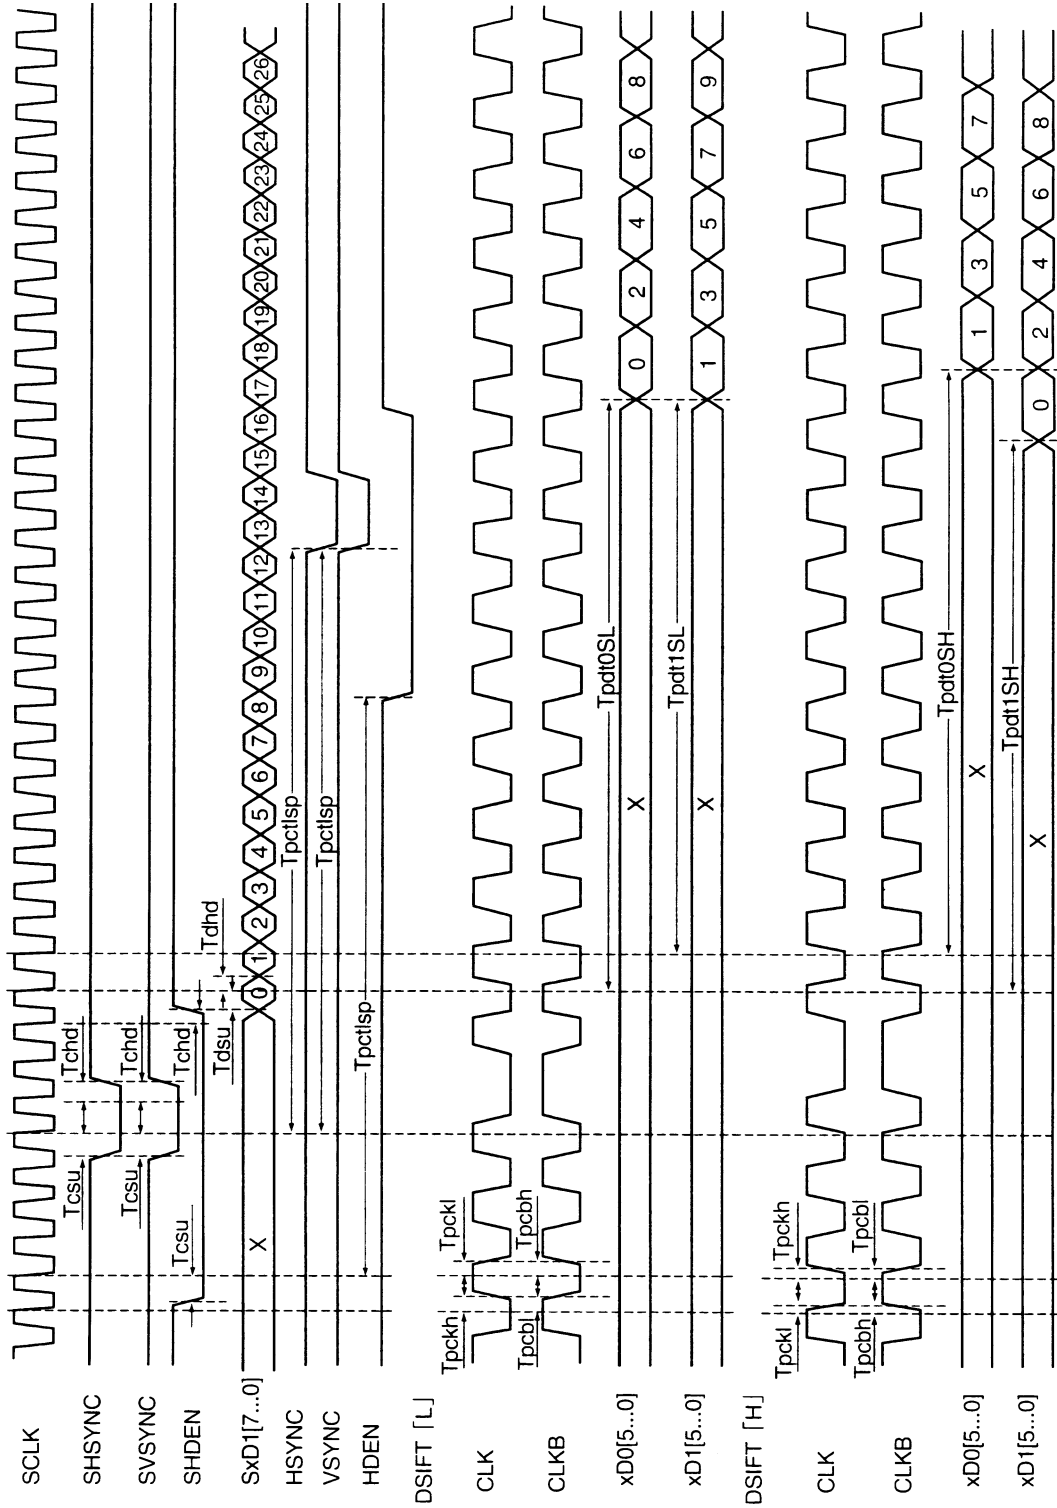 SCLK
SHSYNC
Tcsu
Tchd
SVSYNC
Tcsu
Tchd
SHDEN
Tcsu
Tchd
Tdsu
Tdhd
SxD1[7...0]
X
0 1 2 3 4 5 6 7 8 9 10 11 12 13 14 15 16 17 18 19 20 21 22 23 24 25 26
HSYNC
Tpctlsp
VSYNC
Tpctlsp
HDEN
Tpctlsp
DSIFT「L」
Tpckh
Tpckl
CLK
Tpcbl
Tpcbh
CLKB
Tpdt0SL
xD0[5...0]
X
0 2 4 6 8
Tpdt1SL
xD1[5...0]
X
1 3 5 7 9
DSIFT「H」
Tpckl
Tpckh
CLK
Tpcbh
Tpcbl
CLKB
Tpdt0SH
xD0[5...0]
X
1 3 5 7
Tpdt1SH
xD1[5...0]
X
0 2 4 6 8